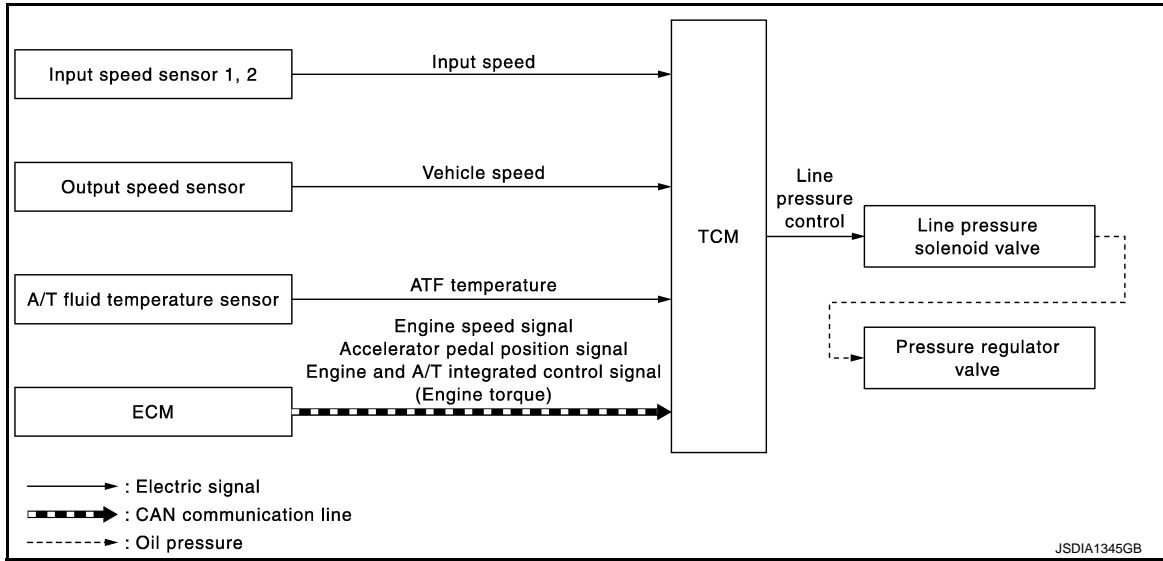 Input speed sensor 1, 2
Input speed
Output speed sensor
Vehicle speed
A/T fluid temperature sensor
ATF temperature
Engine speed signal
Accelerator pedal position signal
Engine and A/T integrated control signal
(Engine torque)
ECM
TCM
Line
pressure
control
Line pressure
solenoid valve
Pressure regulator
valve
: Electric signal
: CAN communication line
: Oil pressure
JSDIA1345GB